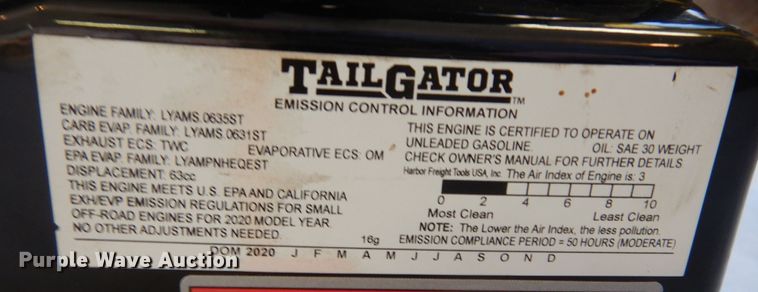 TAILGATOR™
EMISSION CONTROL INFORMATION
ENGINE FAMILY: LYAMS.0635ST
CARB EVAP. FAMILY: LYAMS.0631ST
EXHAUST ECS: TWC EVAPORATIVE ECS: OM
EPA EVAP. FAMILY: LYAMPNHEQEST
DISPLACEMENT: 63cc
THIS ENGINE MEETS U.S. EPA AND CALIFORNIA
EXH/EVP EMISSION REGULATIONS FOR SMALL
OFF-ROAD ENGINES FOR 2020 MODEL YEAR.
NO OTHER ADJUSTMENTS NEEDED.
16g
THIS ENGINE IS CERTIFIED TO OPERATE ON
UNLEADED GASOLINE. OIL: SAE 30 WEIGHT
CHECK OWNER'S MANUAL FOR FURTHER DETAILS
Harbor Freight Tools USA, Inc. The Air Index of Engine is: 3
0 2 4 6 8 10
Most Clean Least Clean
NOTE: The Lower the Air Index, the less pollution.
EMISSION COMPLIANCE PERIOD = 50 HOURS (MODERATE)
DOM 2020 J F M A M J J A S O N D
Purple Wave Auction